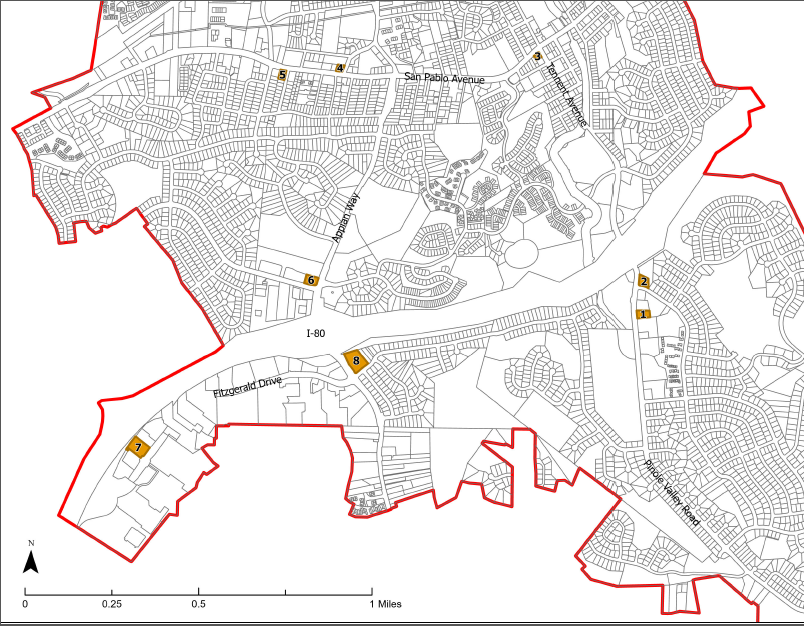 3
4
5
San Pablo Avenue
Tennent Avenue
Appian Way
6
2
1
I-80
8
Fitzgerald Drive
7
Pinole Valley Road
N
0 0.25 0.5 1 Miles